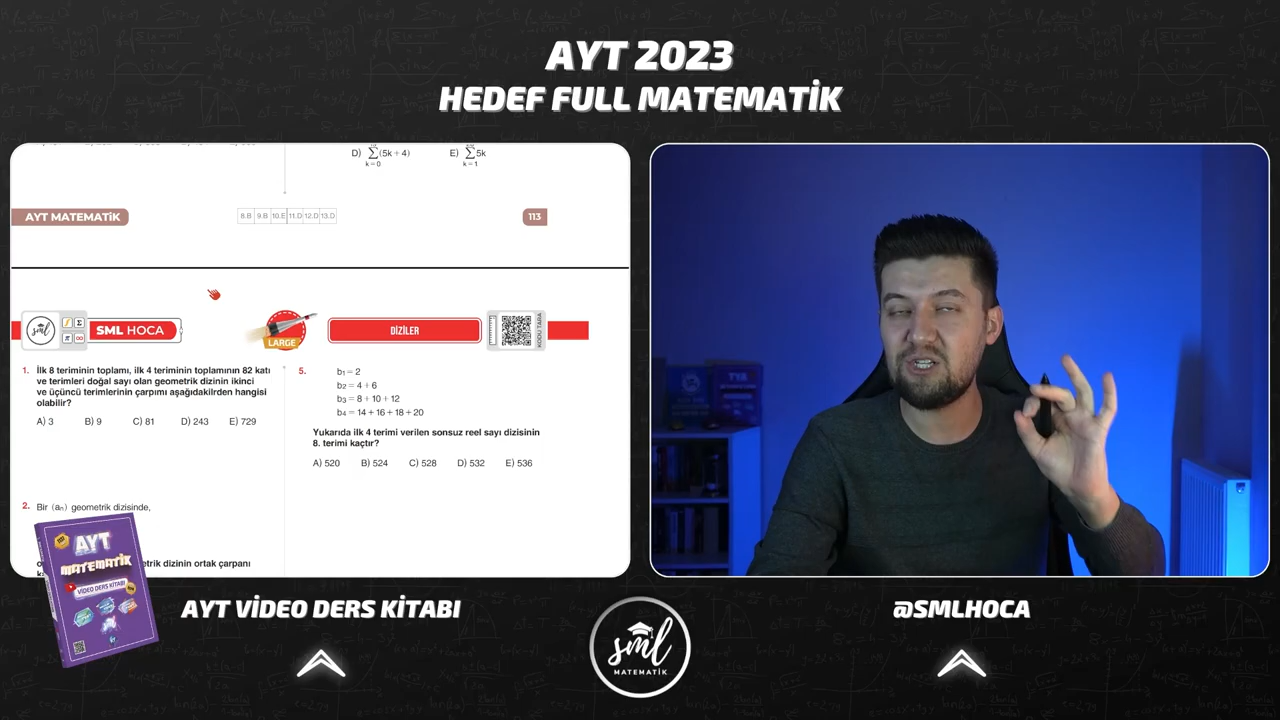 AYT 2023
HEDEF FULL MATEMATİK
D) ∑(5k + 4) E) ∑5k
k = 0 k = 1
AYT MATEMATİK
8.B 9.B 10.E 11.D 12.D 13.D
113
sml
SML HOCA
LARGE
DİZİLER
KODU TARA
1. İlk 8 teriminin toplamı, ilk 4 teriminin toplamının 82 katı
ve terimleri doğal sayı olan geometrik dizinin ikinci
ve üçüncü terimlerinin çarpımı aşağıdakilrden hangisi
olabilir?
A) 3 B) 9 C) 81 D) 243 E) 729
2. Bir (aₙ) geometrik dizisinde,
etrik dizinin ortak çarpanı
5. b₁ = 2
b₂ = 4 + 6
b₃ = 8 + 10 + 12
b₄ = 14 + 16 + 18 + 20
Yukarıda ilk 4 terimi verilen sonsuz reel sayı dizisinin
8. terimi kaçtır?
A) 520 B) 524 C) 528 D) 532 E) 536
AYT
MATEMATİK
VİDEO DERS KİTABI
AYT VİDEO DERS KİTABI
sml
MATEMATİK
@SMLHOCA